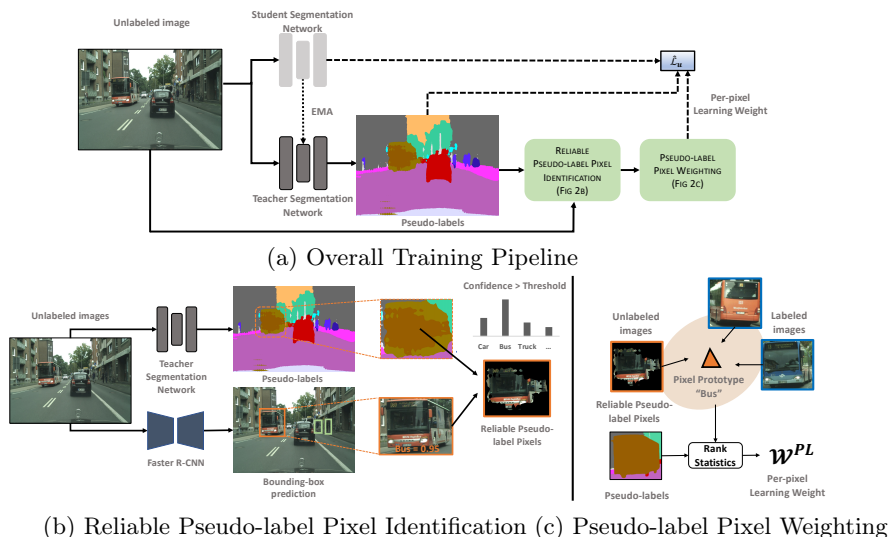 Unlabeled image
Student Segmentation
Network
EMA
Teacher Segmentation
Network
Pseudo-labels
RELIABLE
PSEUDO-LABEL PIXEL
IDENTIFICATION
(FIG 2B)
PSEUDO-LABEL
PIXEL WEIGHTING
(FIG 2C)
Per-pixel
Learning Weight
L̂u
(a) Overall Training Pipeline
Unlabeled images
Teacher
Segmentation
Network
Pseudo-labels
Faster R-CNN
Bounding-box
prediction
Bus = 0.95
Confidence > Threshold
Car Bus Truck ...
Reliable Pseudo-
label Pixels
Unlabeled
images
Labeled
images
Pixel Prototype
"Bus"
Reliable Pseudo-
label Pixels
Pseudo-labels
Rank
Statistics
𝒲^PL
Per-pixel
Learning Weight
(b) Reliable Pseudo-label Pixel Identification (c) Pseudo-label Pixel Weighting